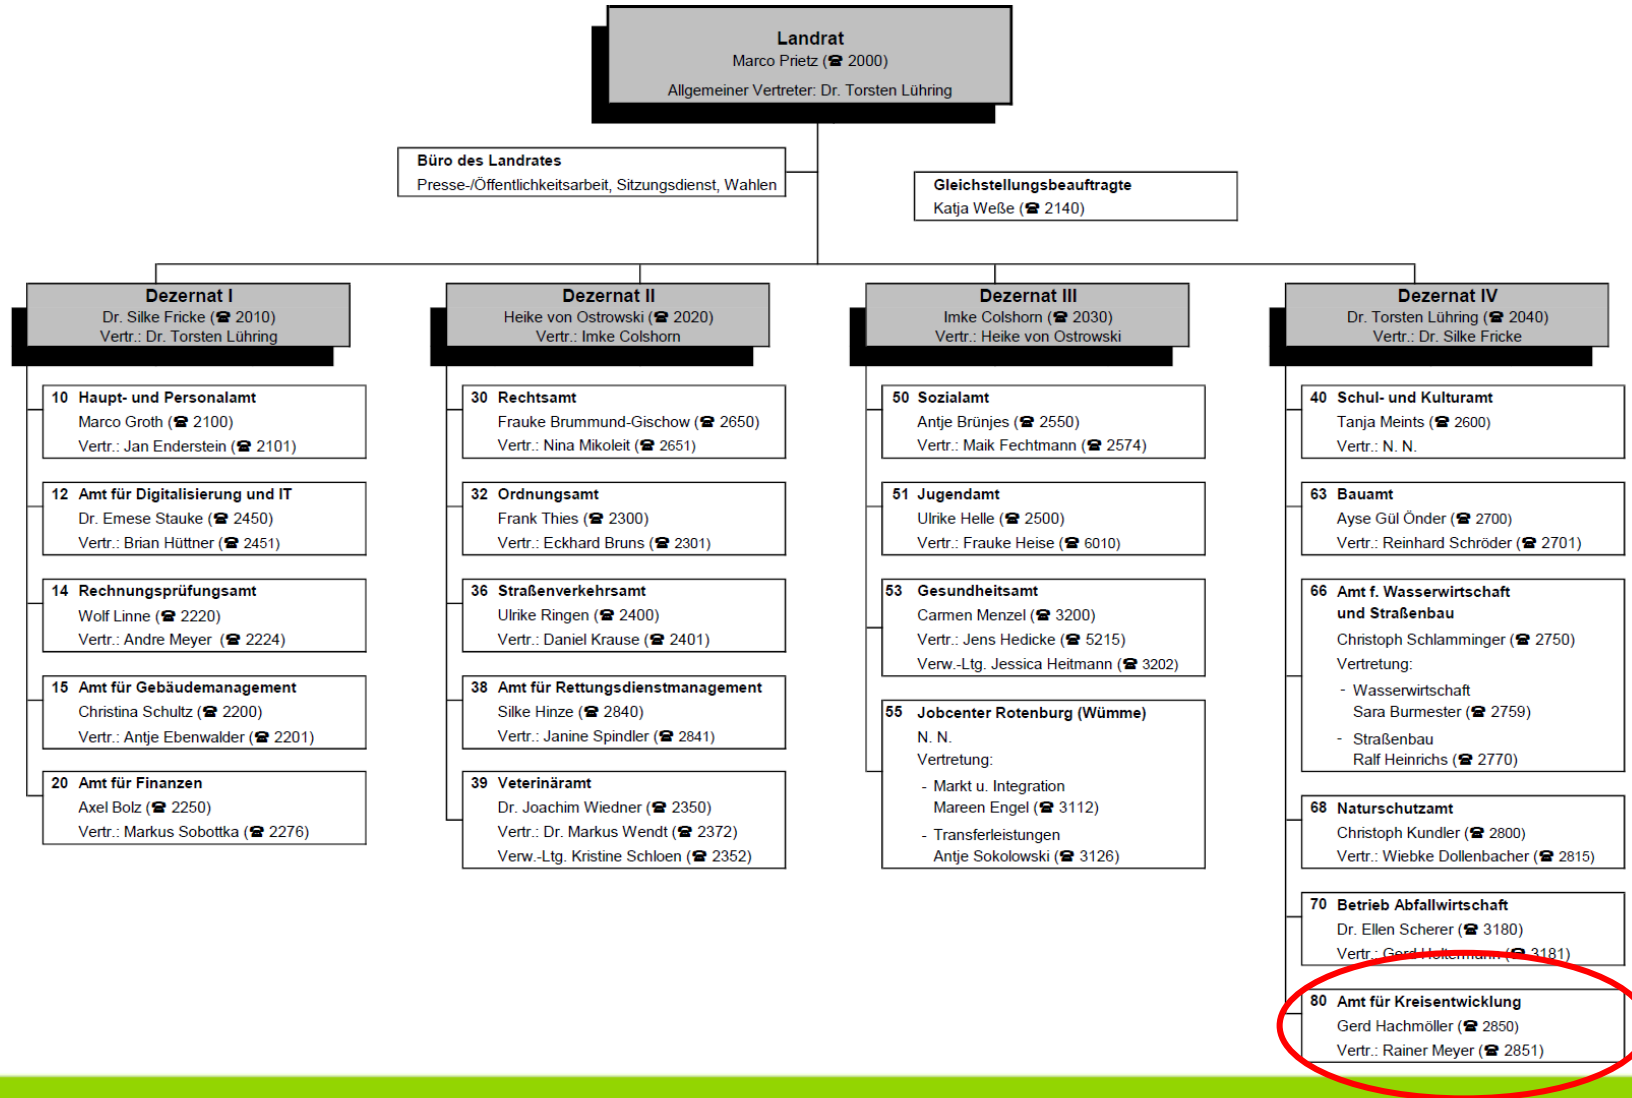 Landrat
Marco Prietz (☎ 2000)
Allgemeiner Vertreter: Dr. Torsten Lühring
Büro des Landrates
Presse-/Öffentlichkeitsarbeit, Sitzungsdienst, Wahlen
Gleichstellungsbeauftragte
Katja Weße (☎ 2140)
Dezernat I
Dr. Silke Fricke (☎ 2010)
Vertr.: Dr. Torsten Lühring
10 Haupt- und Personalamt
Marco Groth (☎ 2100)
Vertr.: Jan Enderstein (☎ 2101)
12 Amt für Digitalisierung und IT
Dr. Emese Stauke (☎ 2450)
Vertr.: Brian Hüttner (☎ 2451)
14 Rechnungsprüfungsamt
Wolf Linne (☎ 2220)
Vertr.: Andre Meyer (☎ 2224)
15 Amt für Gebäudemanagement
Christina Schultz (☎ 2200)
Vertr.: Antje Ebenwalder (☎ 2201)
20 Amt für Finanzen
Axel Bolz (☎ 2250)
Vertr.: Markus Sobottka (☎ 2276)
Dezernat II
Heike von Ostrowski (☎ 2020)
Vertr.: Imke Colshorn
30 Rechtsamt
Frauke Brummund-Gischow (☎ 2650)
Vertr.: Nina Mikoleit (☎ 2651)
32 Ordnungsamt
Frank Thies (☎ 2300)
Vertr.: Eckhard Bruns (☎ 2301)
36 Straßenverkehrsamt
Ulrike Ringen (☎ 2400)
Vertr.: Daniel Krause (☎ 2401)
38 Amt für Rettungsdienstmanagement
Silke Hinze (☎ 2840)
Vertr.: Janine Spindler (☎ 2841)
39 Veterinäramt
Dr. Joachim Wiedner (☎ 2350)
Vertr.: Dr. Markus Wendt (☎ 2372)
Verw.-Ltg. Kristine Schloen (☎ 2352)
Dezernat III
Imke Colshorn (☎ 2030)
Vertr.: Heike von Ostrowski
50 Sozialamt
Antje Brünjes (☎ 2550)
Vertr.: Maik Fechtmann (☎ 2574)
51 Jugendamt
Ulrike Helle (☎ 2500)
Vertr.: Frauke Heise (☎ 6010)
53 Gesundheitsamt
Carmen Menzel (☎ 3200)
Vertr.: Jens Hedicke (☎ 5215)
Verw.-Ltg. Jessica Heitmann (☎ 3202)
55 Jobcenter Rotenburg (Wümme)
N. N.
Vertretung:
- Markt u. Integration
Mareen Engel (☎ 3112)
- Transferleistungen
Antje Sokolowski (☎ 3126)
Dezernat IV
Dr. Torsten Lühring (☎ 2040)
Vertr.: Dr. Silke Fricke
40 Schul- und Kulturamt
Tanja Meints (☎ 2600)
Vertr.: N. N.
63 Bauamt
Ayse Gül Önder (☎ 2700)
Vertr.: Reinhard Schröder (☎ 2701)
66 Amt f. Wasserwirtschaft
und Straßenbau
Christoph Schlamminger (☎ 2750)
Vertretung:
- Wasserwirtschaft
Sara Burmester (☎ 2759)
- Straßenbau
Ralf Heinrichs (☎ 2770)
68 Naturschutzamt
Christoph Kundler (☎ 2800)
Vertr.: Wiebke Dollenbacher (☎ 2815)
70 Betrieb Abfallwirtschaft
Dr. Ellen Scherer (☎ 3180)
Vertr.: Gerd Holtermann (☎ 3181)
80 Amt für Kreisentwicklung
Gerd Hachmöller (☎ 2850)
Vertr.: Rainer Meyer (☎ 2851)